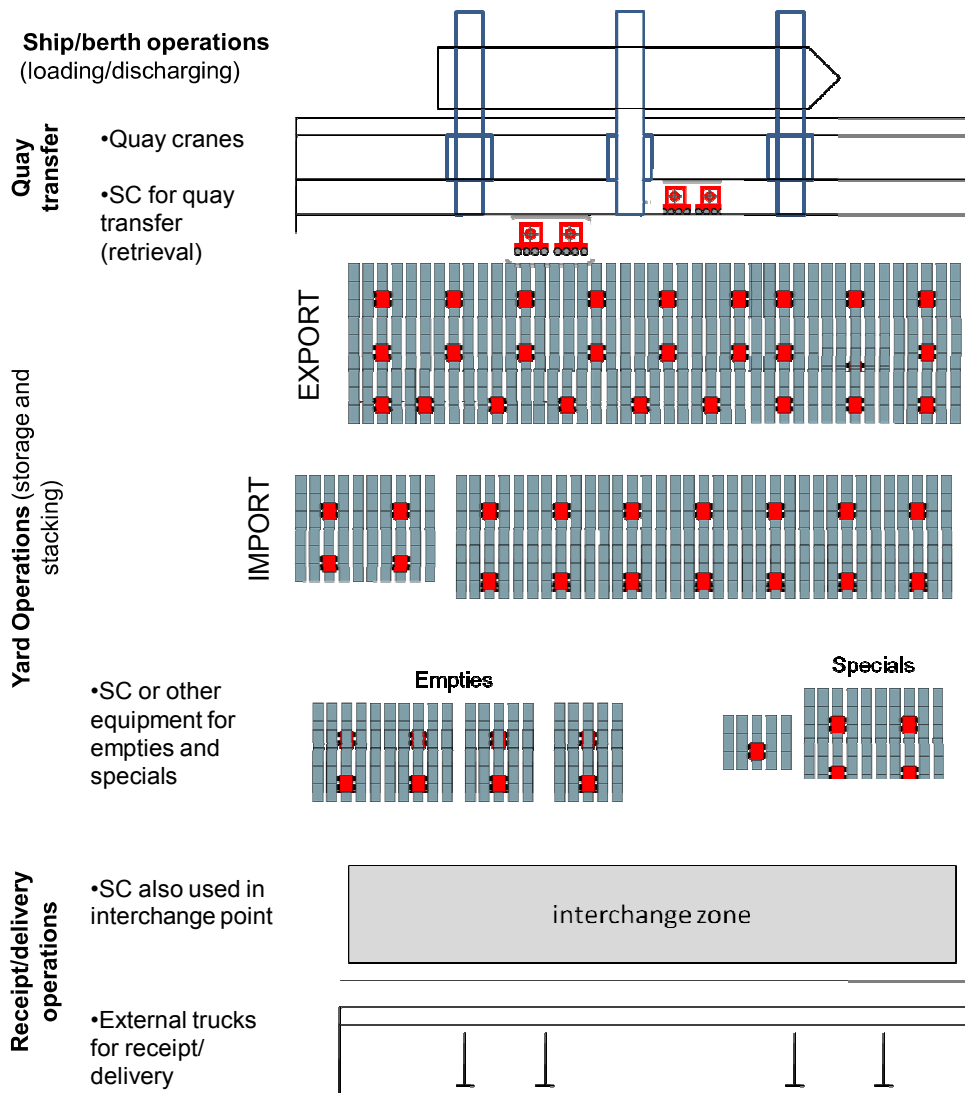 Ship/berth operations
(loading/discharging)
Quay
transfer
•Quay cranes
•SC for quay
transfer
(retrieval)
EXPORT
Yard Operations (storage and
stacking)
IMPORT
•SC or other
equipment for
empties and
specials
Empties
Specials
Receipt/delivery
operations
•SC also used in
interchange point
interchange zone
•External trucks
for receipt/
delivery